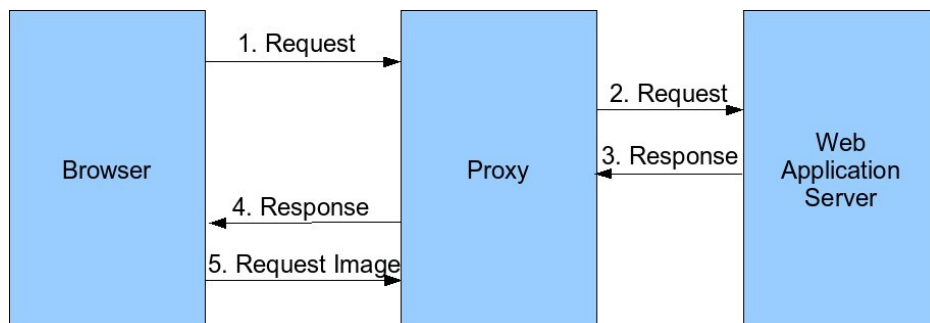 1. Request
2. Request
Browser
Proxy
3. Response
Web
Application
Server
4. Response
5. Request Image